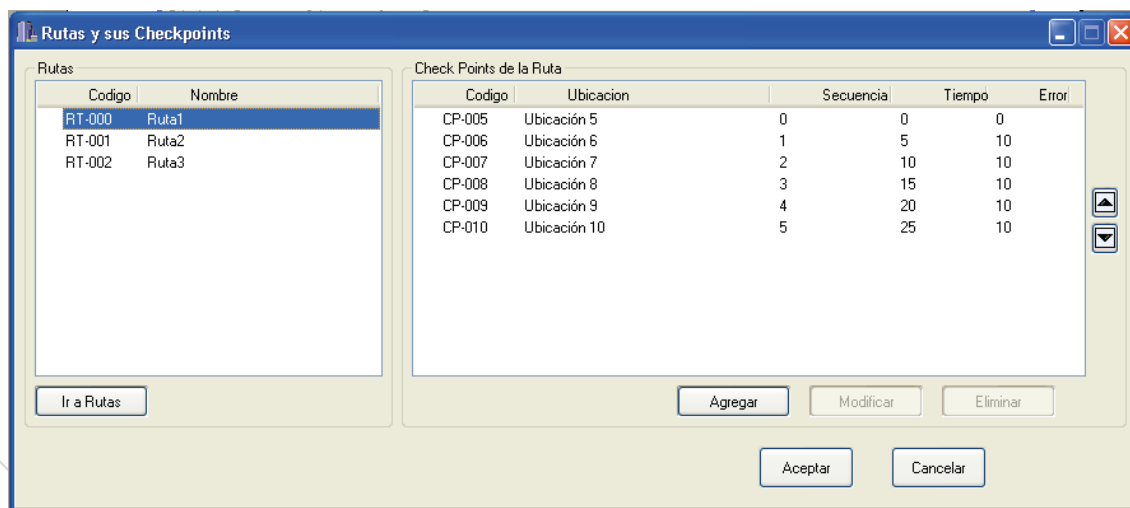 Rutas y sus Checkpoints
Rutas
Codigo Nombre
RT-000 Ruta1
RT-001 Ruta2
RT-002 Ruta3
Ir a Rutas
Check Points de la Ruta
Codigo Ubicacion Secuencia Tiempo Error
CP-005 Ubicación 5 0 0 0
CP-006 Ubicación 6 1 5 10
CP-007 Ubicación 7 2 10 10
CP-008 Ubicación 8 3 15 10
CP-009 Ubicación 9 4 20 10
CP-010 Ubicación 10 5 25 10
Agregar Modificar Eliminar
Aceptar Cancelar